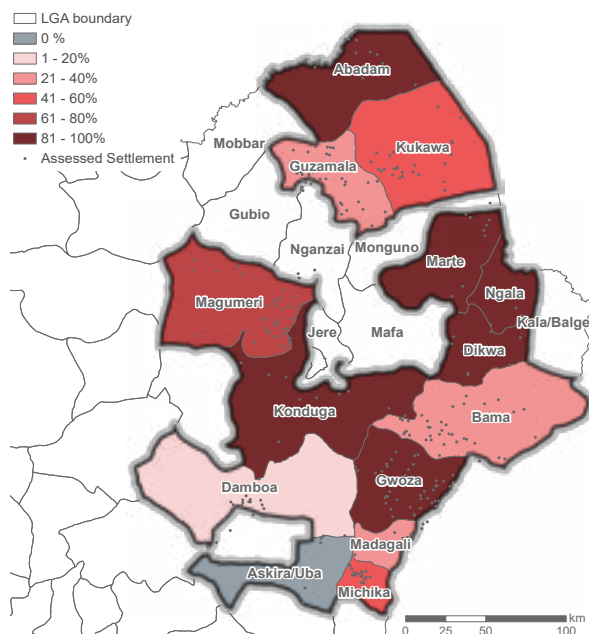 LGA boundary
0 %
1 - 20%
21 - 40%
41 - 60%
61 - 80%
81 - 100%
Assessed Settlement
Abadam
Mobbar
Kukawa
Guzamala
Gubio
Nganzai
Monguno
Marte
Magumeri
Ngala
Jere
Mafa
Kala/Balge
Dikwa
Konduga
Bama
Gwoza
Damboa
Madagali
Askira/Uba
Michika
km
0 25 50 100